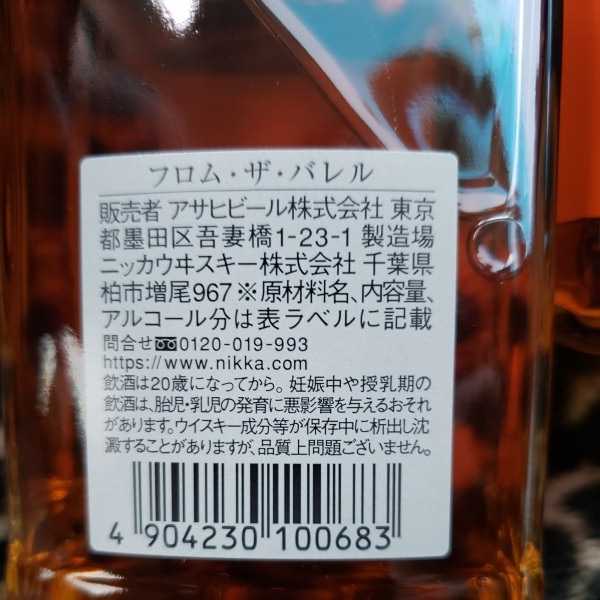 フロム・ザ・バレル
販売者 アサヒビール株式会社 東京
都墨田区吾妻橋1-23-1 製造場
ニッカウヰスキー株式会社 千葉県
柏市増尾967 ※原材料名、内容量、
アルコール分は表ラベルに記載
問合せ 0120-019-993
https://www.nikka.com
飲酒は20歳になってから。妊娠中や授乳期の
飲酒は、胎児・乳児の発育に悪影響を与えるおそれ
があります。ウイスキー成分等が保存中に析出し沈
澱することがありますが、品質上問題ございません。
4 904230 100683